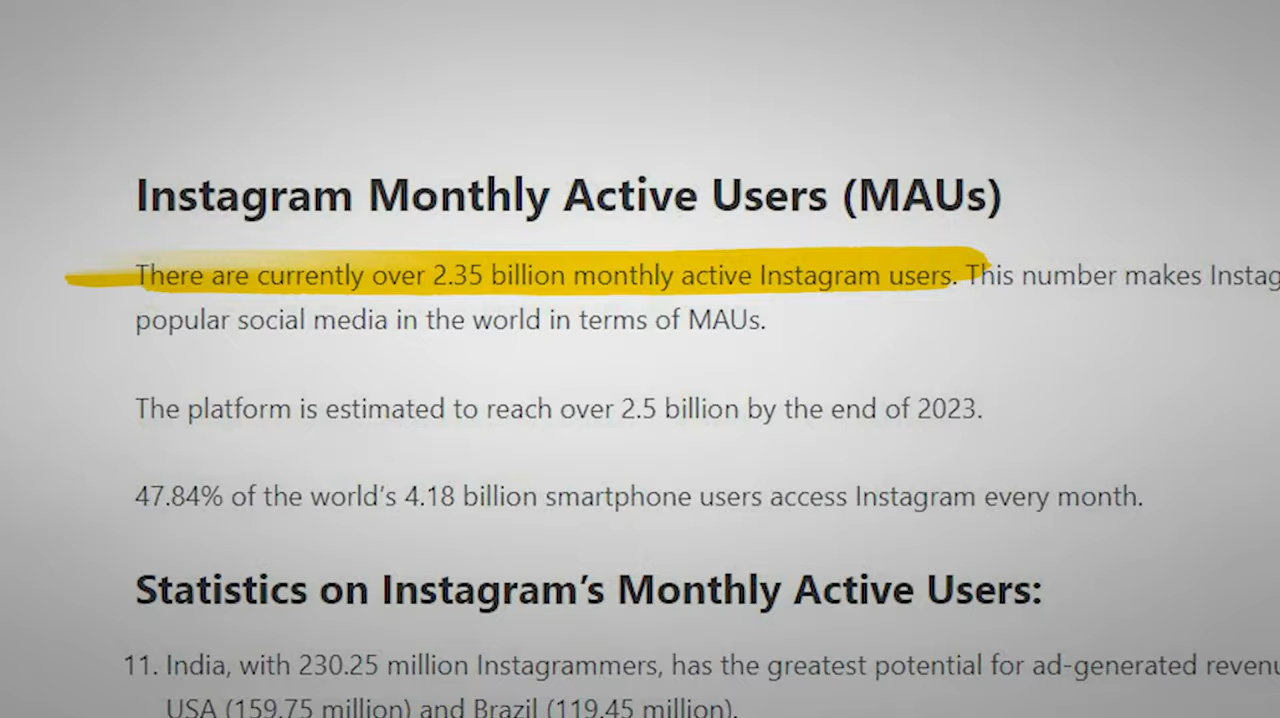 Instagram Monthly Active Users (MAUs)
There are currently over 2.35 billion monthly active Instagram users. This number makes
popular social media in the world in terms of MAUs.
The platform is estimated to reach over 2.5 billion by the end of 2023.
47.84% of the world's 4.18 billion smartphone users access Instagram every month.
Statistics on Instagram's Monthly Active Users:
11. India, with 230.25 million Instagrammers, has the greatest potential for ad-generated
USA (159.75 million) and Brazil (119.45 million).